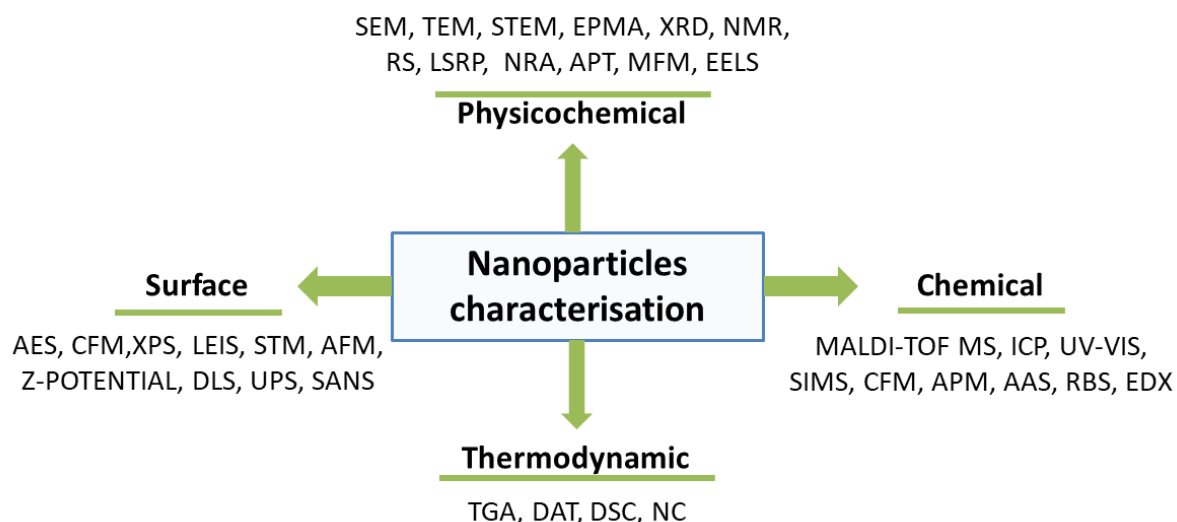 SEM, TEM, STEM, EPMA, XRD, NMR,
RS, LSRP, NRA, APT, MFM, EELS
Physicochemical
Nanoparticles
characterisation
Surface
AES, CFM,XPS, LEIS, STM, AFM,
Z-POTENTIAL, DLS, UPS, SANS
Chemical
MALDI-TOF MS, ICP, UV-VIS,
SIMS, CFM, APM, AAS, RBS, EDX
Thermodynamic
TGA, DAT, DSC, NC